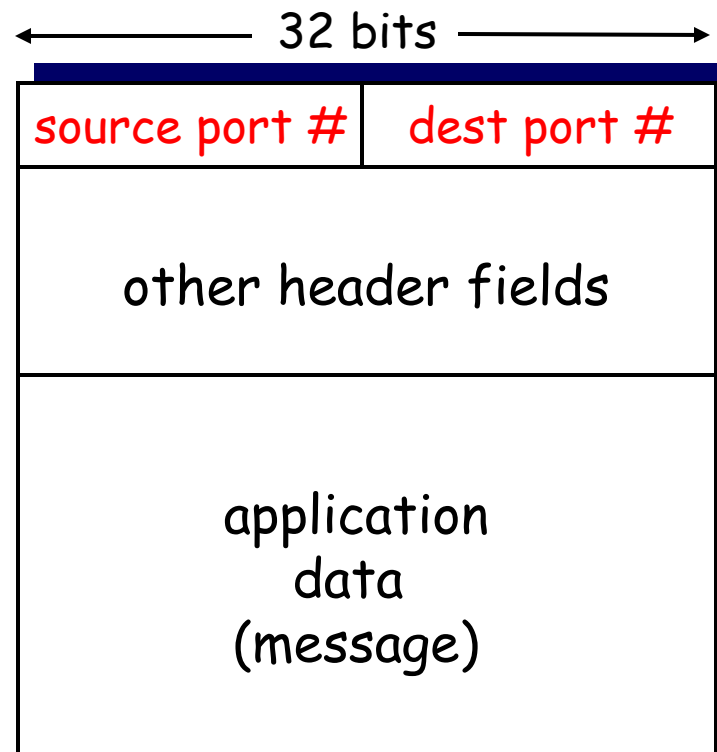 32 bits
source port # dest port #
other header fields
application
data
(message)